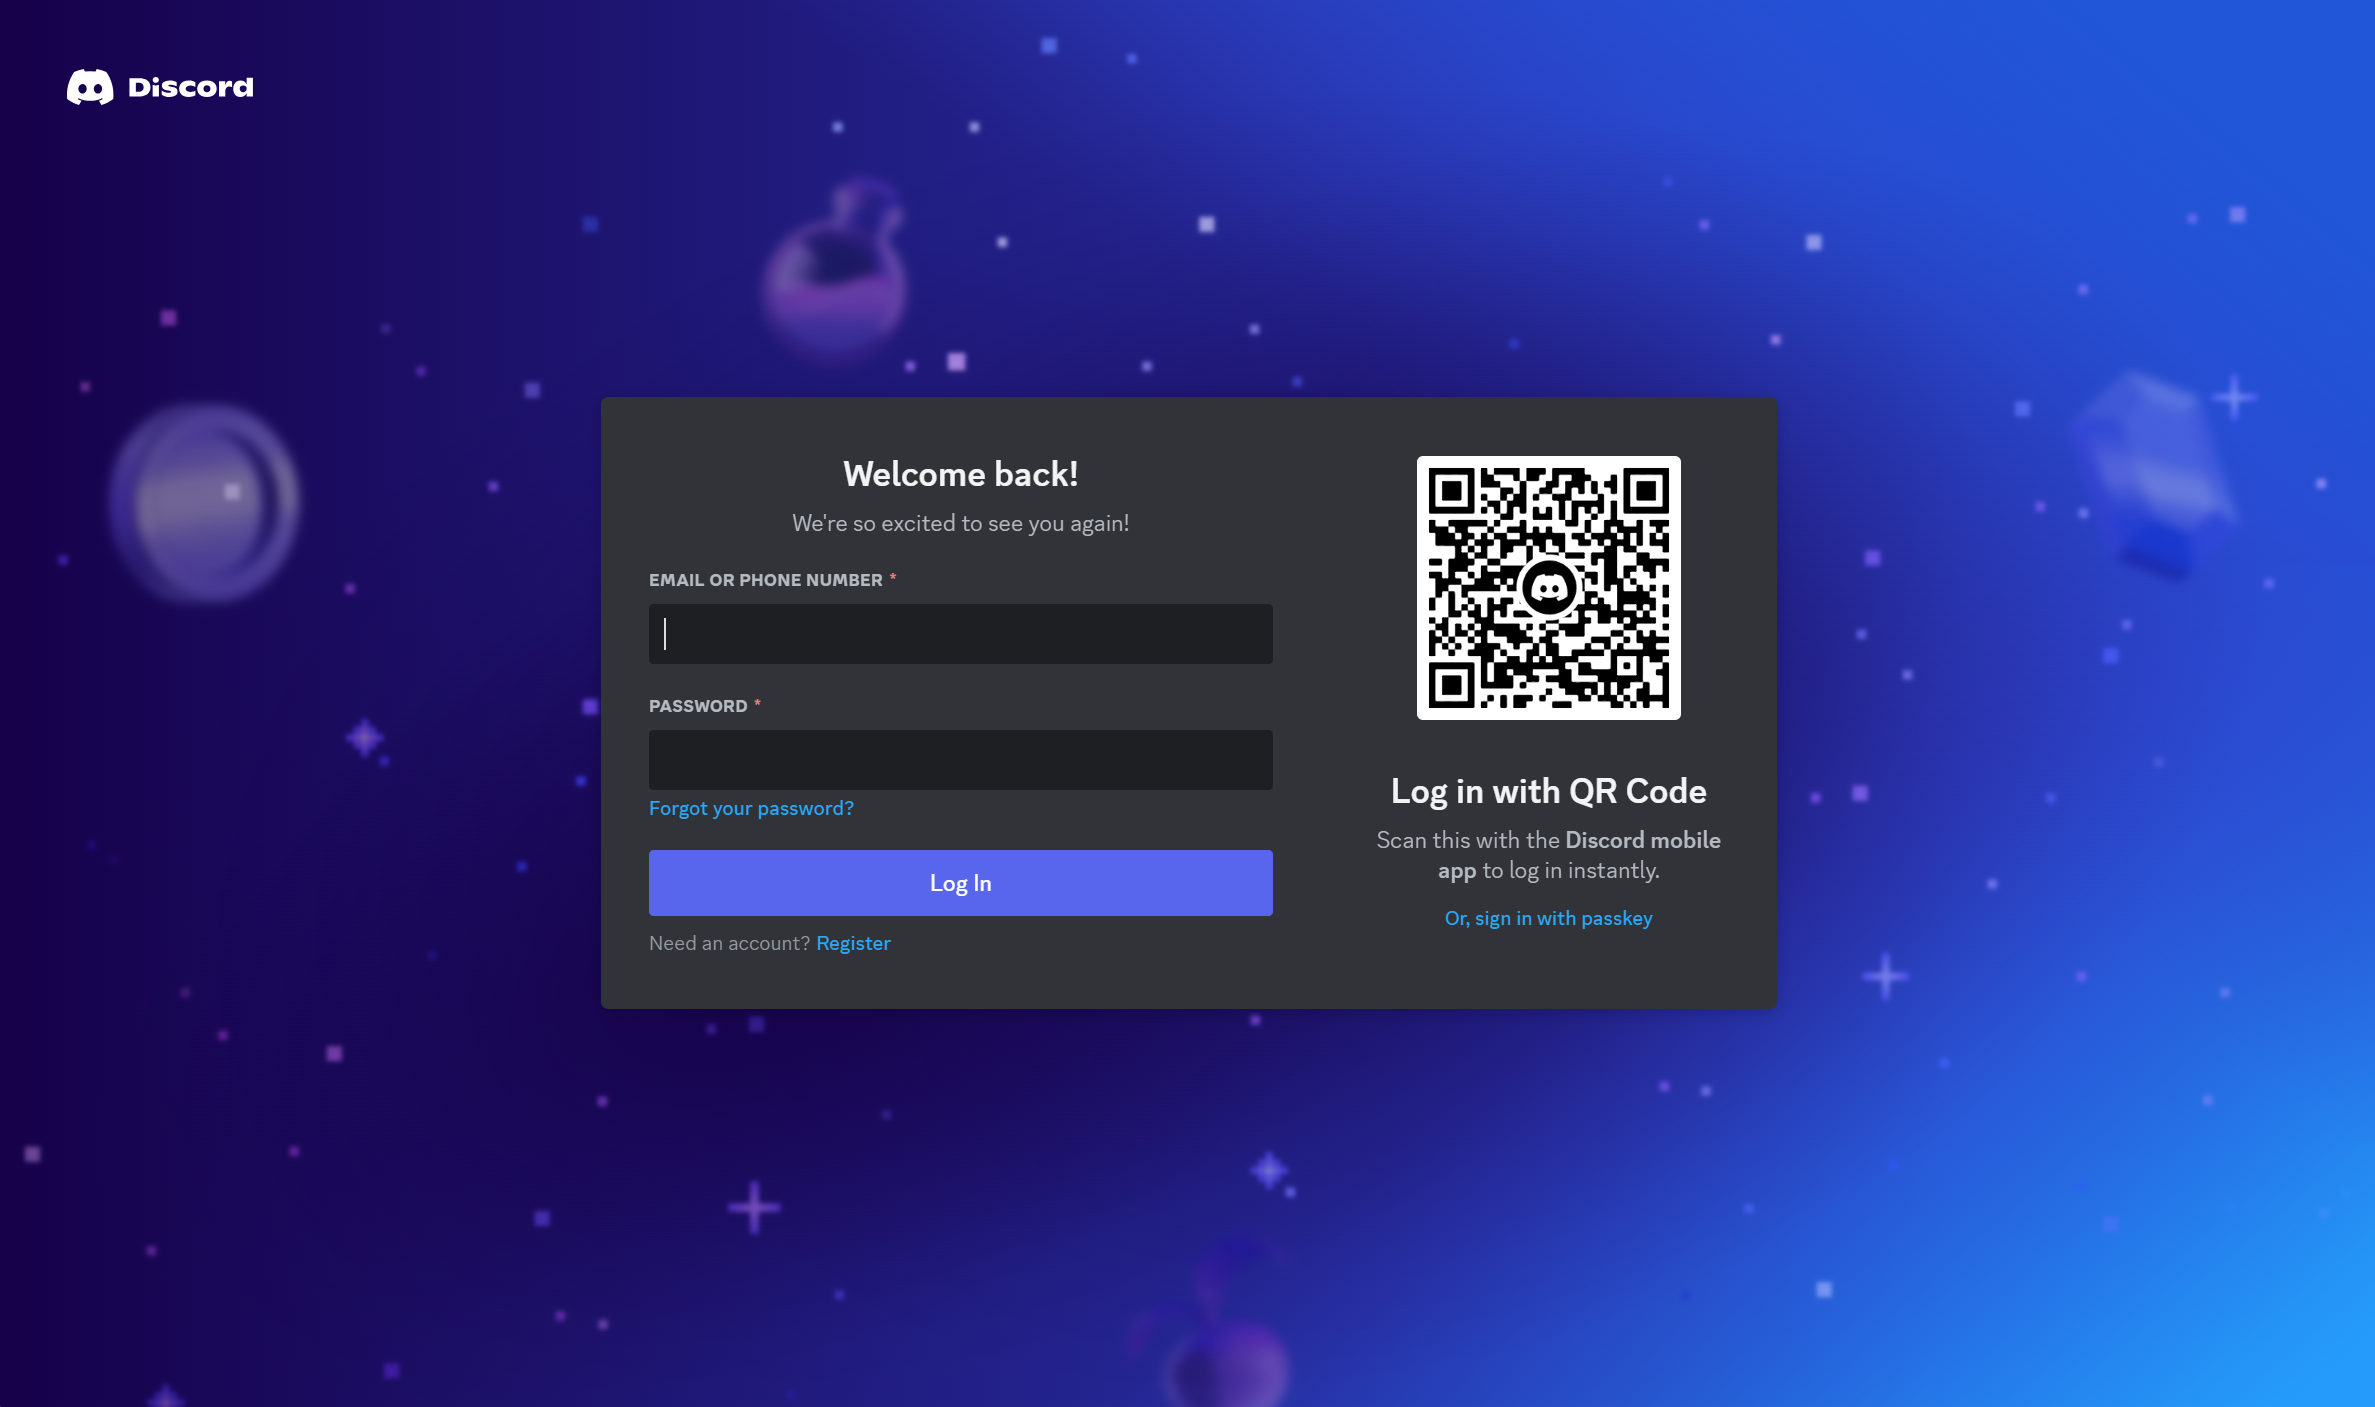 Discord
Welcome back!
We're so excited to see you again!
EMAIL OR PHONE NUMBER *
PASSWORD *
Forgot your password?
Log In
Need an account? Register
Log in with QR Code
Scan this with the Discord mobile
app to log in instantly.
Or, sign in with passkey